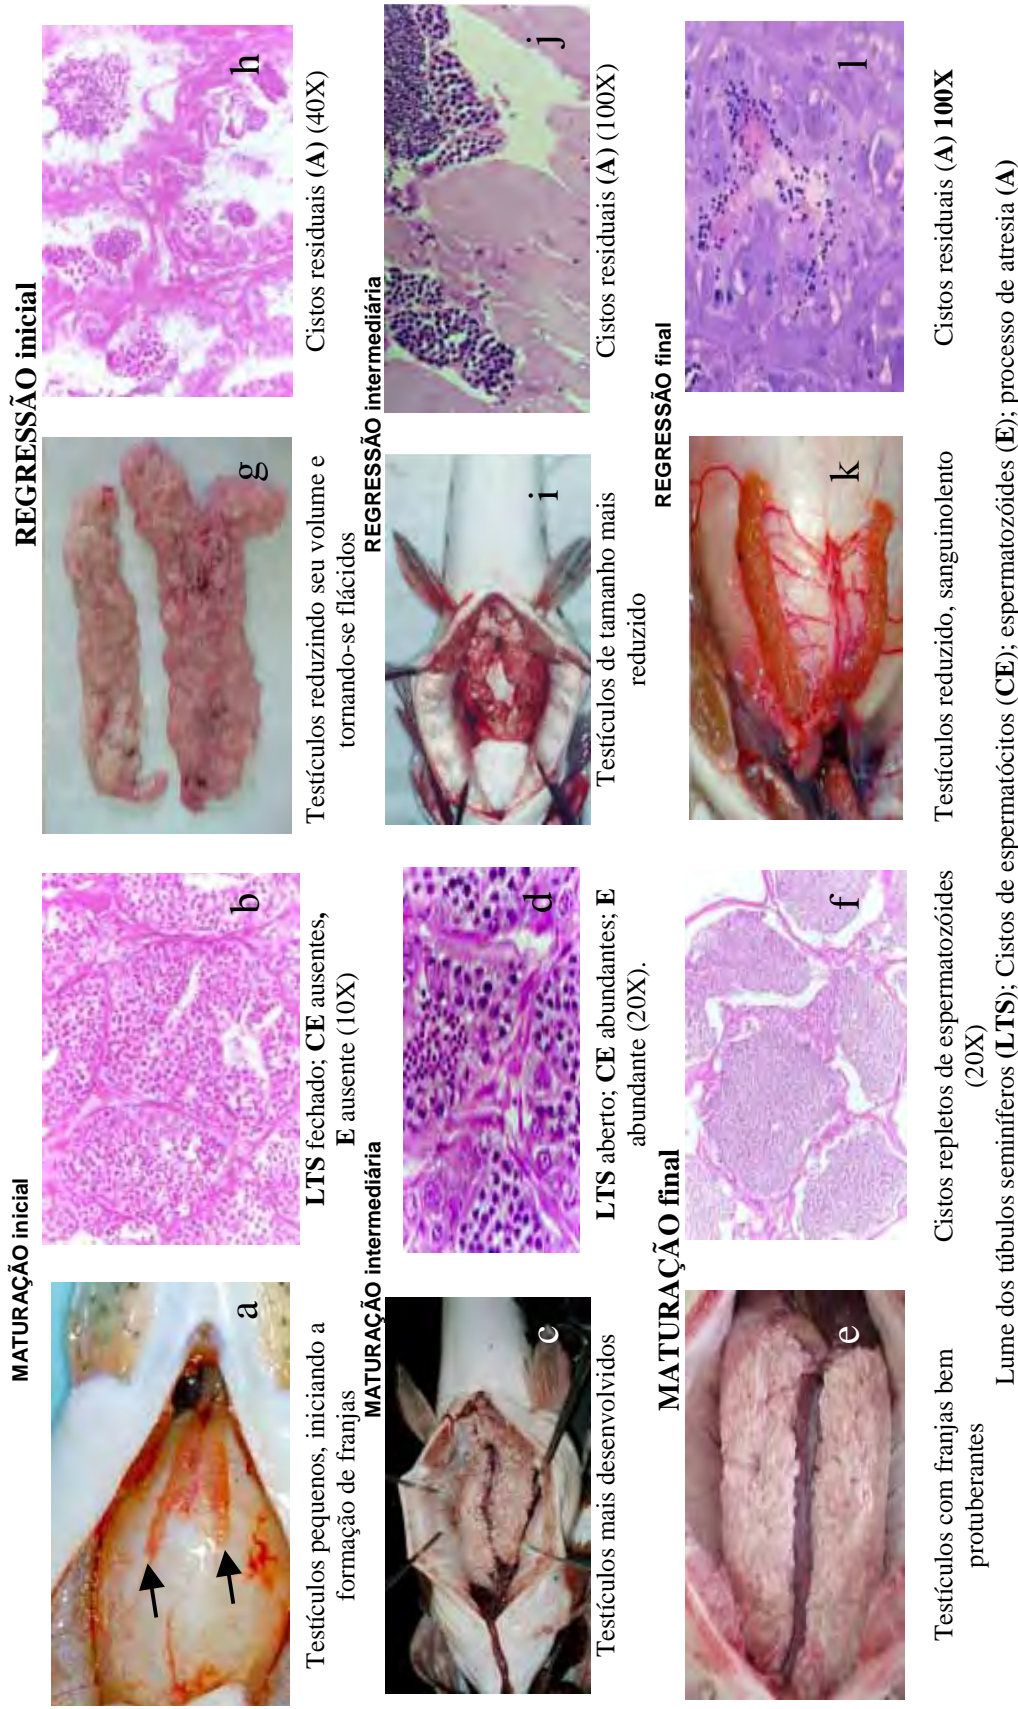 MATURAÇÃO inicial
a
Testículos pequenos, iniciando a
formação de franjas
b
LTS fechado; CE ausentes,
E ausente (10X)
REGRESSÃO inicial
g
Testículos reduzindo seu volume e
tornando-se flácidos
h
Cistos residuais (A) (40X)
MATURAÇÃO intermediária
c
Testículos mais desenvolvidos
d
LTS aberto; CE abundantes; E
abundante (20X).
REGRESSÃO intermediária
i
Testículos de tamanho mais
reduzido
j
Cistos residuais (A) (100X)
MATURAÇÃO final
e
Testículos com franjas bem
protuberantes
f
Cistos repletos de espermatozóides
(20X)
REGRESSÃO final
k
Testículos reduzido, sanguinolento
l
Cistos residuais (A) 100X
Lume dos túbulos seminíferos (LTS); Cistos de espermatócitos (CE); espermatozóides (E); processo de atresia (A)